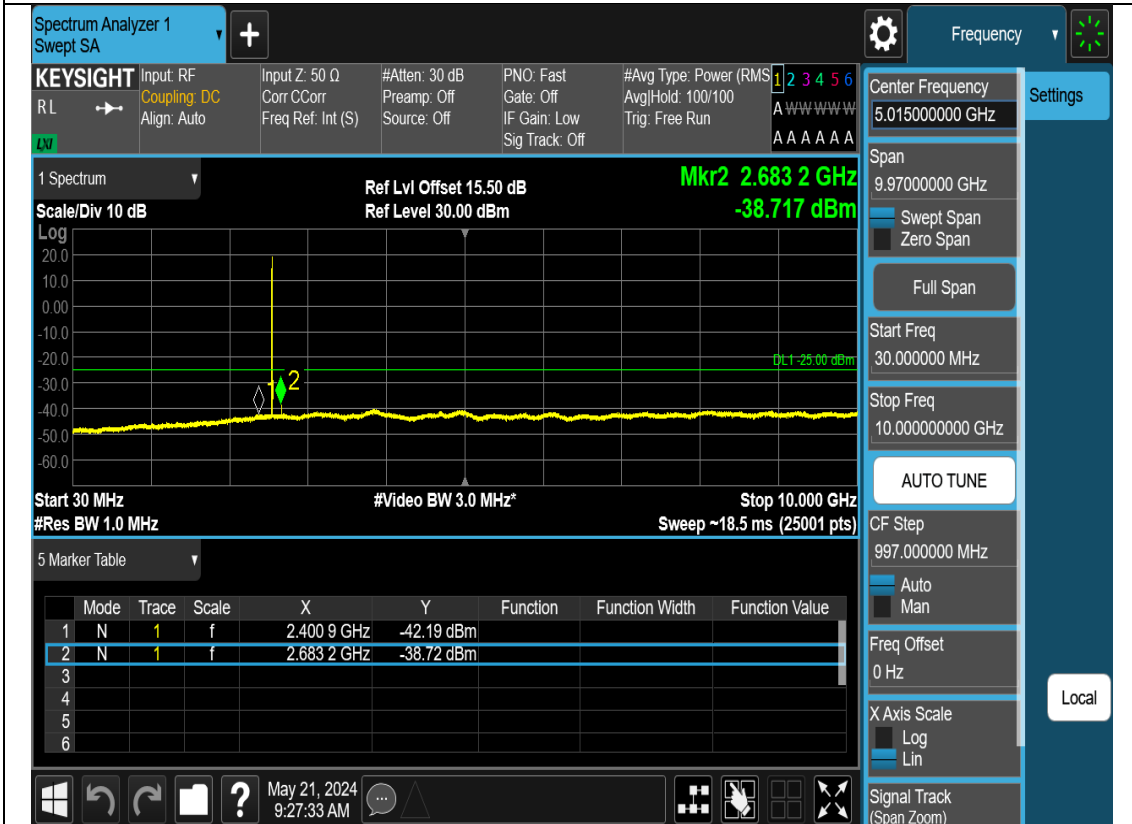 Spectrum Analyzer 1
Swept SA
+
Frequency
KEYSIGHT
R L
LXI
Input: RF
Coupling: DC
Align: Auto
Input Z: 50 Ω
Corr CCorr
Freq Ref: Int (S)
#Atten: 30 dB
Preamp: Off
Source: Off
PNO: Fast
Gate: Off
IF Gain: Low
Sig Track: Off
#Avg Type: Power (RMS
Avg|Hold: 100/100
Trig: Free Run
1 2 3 4 5 6
A W W W W W
A A A A A A
1 Spectrum
Scale/Div 10 dB
Ref Lvl Offset 15.50 dB
Ref Level 30.00 dBm
Mkr2 2.683 2 GHz
-38.717 dBm
Log
20.0
10.0
0.00
-10.0
-20.0
-30.0
-40.0
-50.0
-60.0
DL1 -25.00 dBm
1
2
Start 30 MHz
#Res BW 1.0 MHz
#Video BW 3.0 MHz*
Stop 10.000 GHz
Sweep ~18.5 ms (25001 pts)
5 Marker Table
Mode Trace Scale X Y Function Function Width Function Value
1 N 1 f 2.400 9 GHz -42.19 dBm
2 N 1 f 2.683 2 GHz -38.72 dBm
3
4
5
6
May 21, 2024
9:27:33 AM
Center Frequency
5.015000000 GHz
Settings
Span
9.97000000 GHz
Swept Span
Zero Span
Full Span
Start Freq
30.000000 MHz
Stop Freq
10.000000000 GHz
AUTO TUNE
CF Step
997.000000 MHz
Auto
Man
Freq Offset
0 Hz
X Axis Scale
Log
Lin
Local
Signal Track
(Span Zoom)